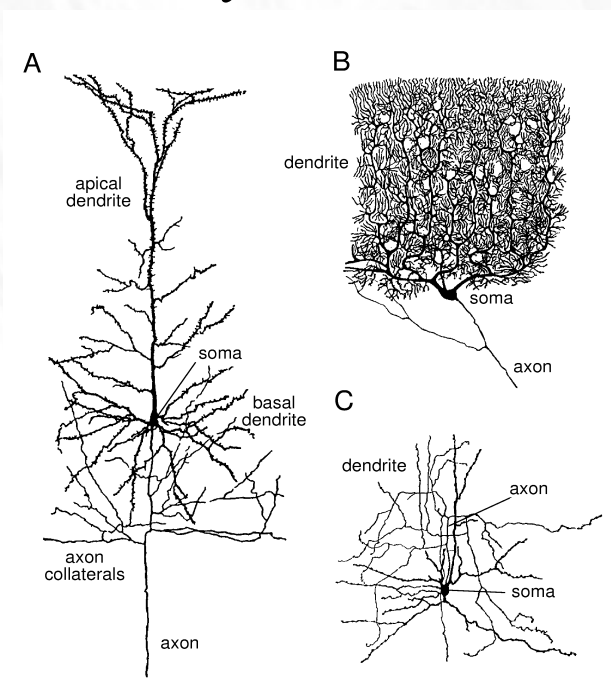 A
apical
dendrite
soma
basal
dendrite
axon
collaterals
axon
B
dendrite
soma
axon
C
dendrite
axon
soma